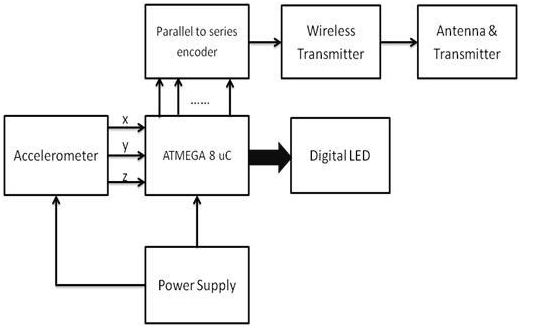 Parallel to series
encoder
Wireless
Transmitter
Antenna &
Transmitter
......
x
y
z
Accelerometer
ATMEGA 8 uC
Digital LED
Power Supply